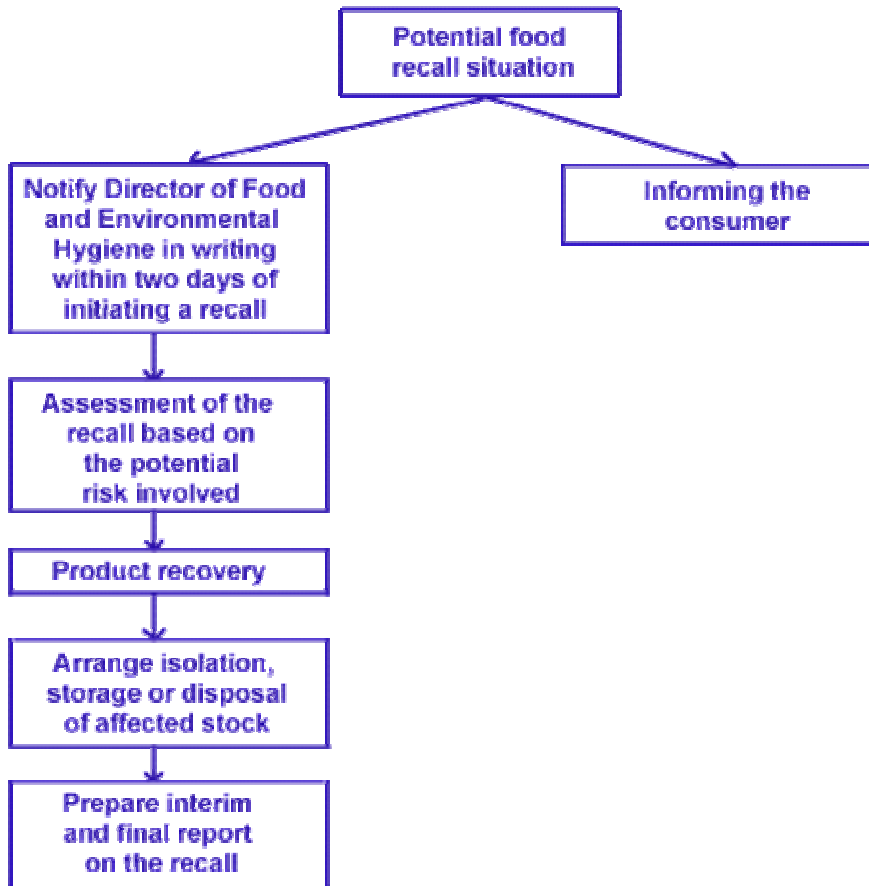 Potential food
recall situation
Notify Director of Food
and Environmental
Hygiene in writing
within two days of
initiating a recall
Informing the
consumer
Assessment of the
recall based on
the potential
risk involved
Product recovery
Arrange isolation,
storage or disposal
of affected stock
Prepare interim
and final report
on the recall